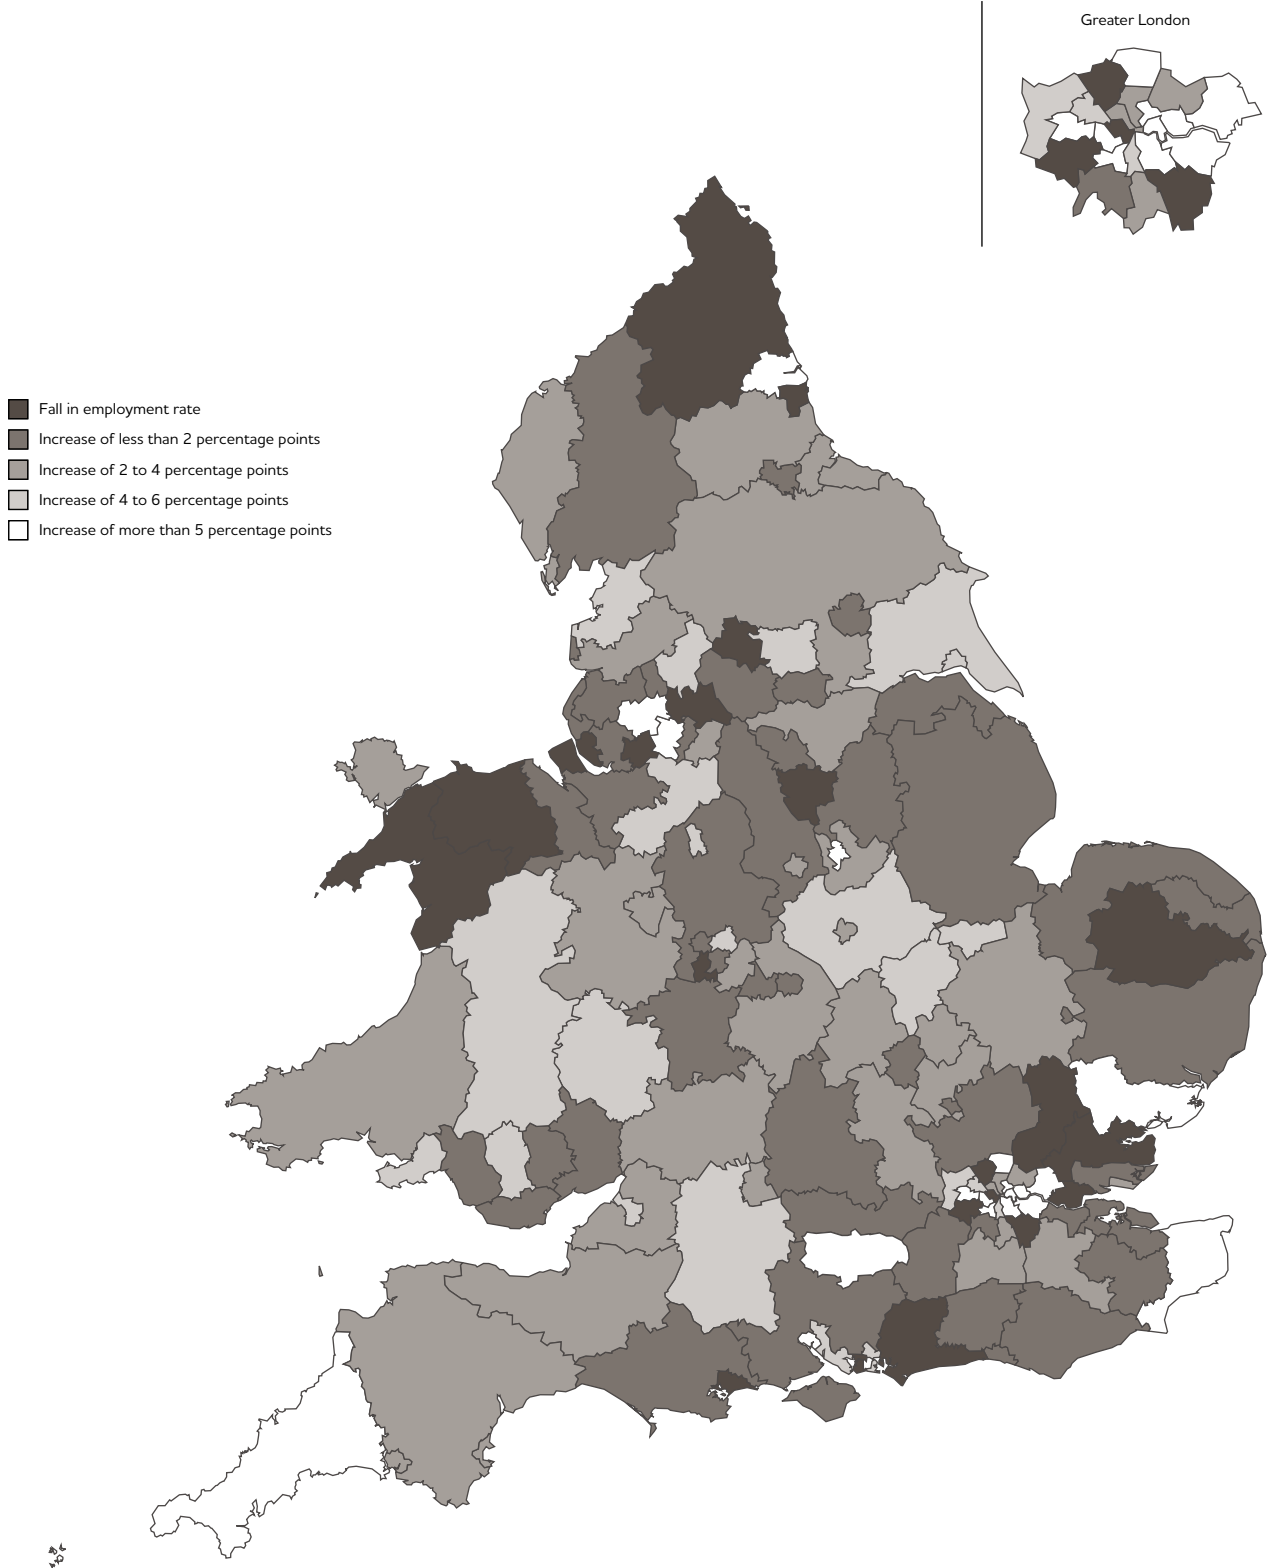 Greater London
Fall in employment rate
Increase of less than 2 percentage points
Increase of 2 to 4 percentage points
Increase of 4 to 6 percentage points
Increase of more than 5 percentage points